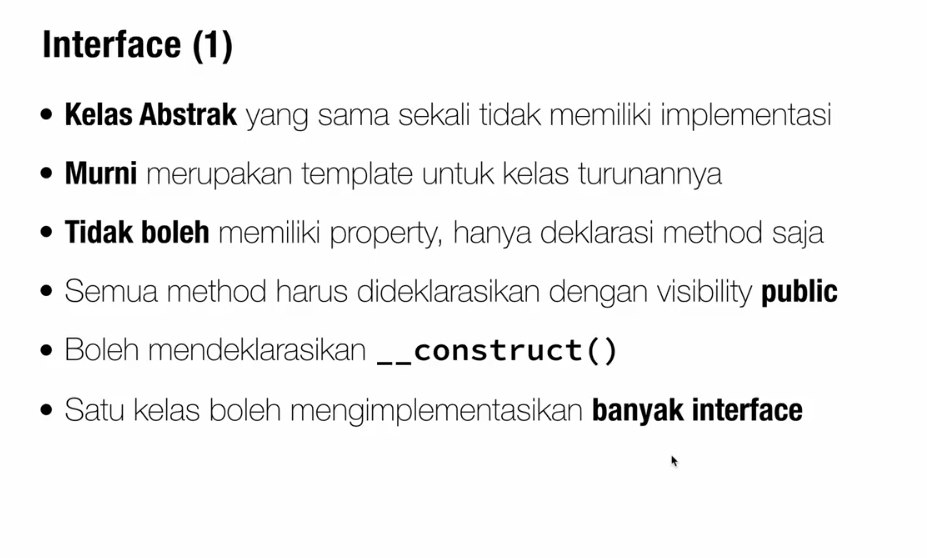 Interface (1)
• Kelas Abstrak yang sama sekali tidak memiliki implementasi
• Murni merupakan template untuk kelas turunannya
• Tidak boleh memiliki property, hanya deklarasi method saja
• Semua method harus dideklarasikan dengan visibility public
• Boleh mendeklarasikan __construct()
• Satu kelas boleh mengimplementasikan banyak interface